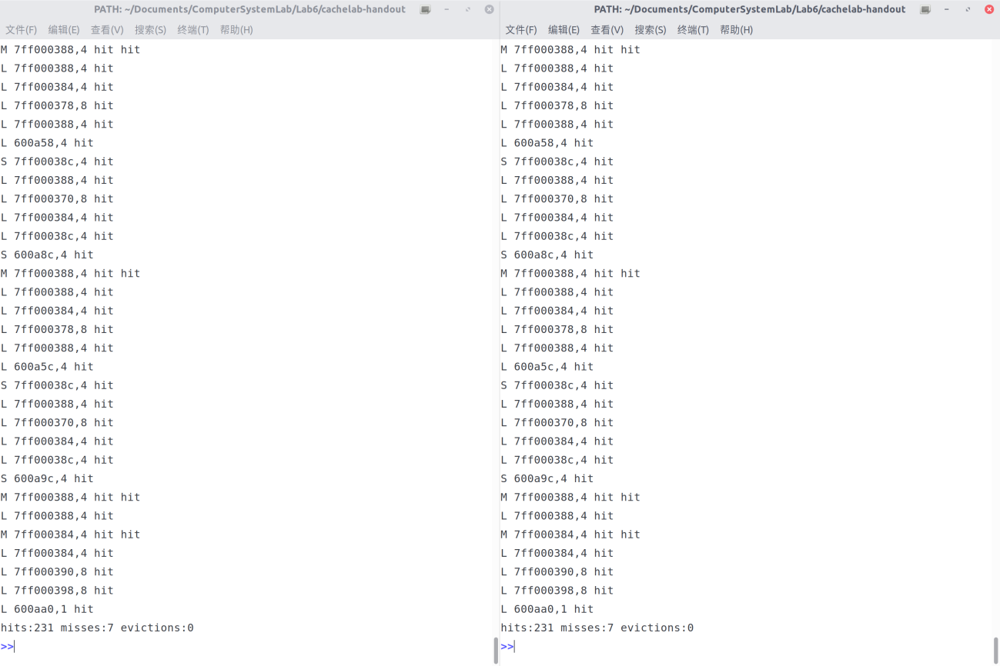 PATH: ~/Documents/ComputerSystemLab/Lab6/cachelab-handout
文件(F) 编辑(E) 查看(V) 搜索(S) 终端(T) 帮助(H)
M 7ff000388,4 hit hit
L 7ff000388,4 hit
L 7ff000384,4 hit
L 7ff000378,8 hit
L 7ff000388,4 hit
L 600a58,4 hit
S 7ff00038c,4 hit
L 7ff000388,4 hit
L 7ff000370,8 hit
L 7ff000384,4 hit
L 7ff00038c,4 hit
S 600a8c,4 hit
M 7ff000388,4 hit hit
L 7ff000388,4 hit
L 7ff000384,4 hit
L 7ff000378,8 hit
L 7ff000388,4 hit
L 600a5c,4 hit
S 7ff00038c,4 hit
L 7ff000388,4 hit
L 7ff000370,8 hit
L 7ff000384,4 hit
L 7ff00038c,4 hit
S 600a9c,4 hit
M 7ff000388,4 hit hit
L 7ff000388,4 hit
M 7ff000384,4 hit hit
L 7ff000384,4 hit
L 7ff000390,8 hit
L 7ff000398,8 hit
L 600aa0,1 hit
hits:231 misses:7 evictions:0
>>
PATH: ~/Documents/ComputerSystemLab/Lab6/cachelab-handout
文件(F) 编辑(E) 查看(V) 搜索(S) 终端(T) 帮助(H)
M 7ff000388,4 hit hit
L 7ff000388,4 hit
L 7ff000384,4 hit
L 7ff000378,8 hit
L 7ff000388,4 hit
L 600a58,4 hit
S 7ff00038c,4 hit
L 7ff000388,4 hit
L 7ff000370,8 hit
L 7ff000384,4 hit
L 7ff00038c,4 hit
S 600a8c,4 hit
M 7ff000388,4 hit hit
L 7ff000388,4 hit
L 7ff000384,4 hit
L 7ff000378,8 hit
L 7ff000388,4 hit
L 600a5c,4 hit
S 7ff00038c,4 hit
L 7ff000388,4 hit
L 7ff000370,8 hit
L 7ff000384,4 hit
L 7ff00038c,4 hit
S 600a9c,4 hit
M 7ff000388,4 hit hit
L 7ff000388,4 hit
M 7ff000384,4 hit hit
L 7ff000384,4 hit
L 7ff000390,8 hit
L 7ff000398,8 hit
L 600aa0,1 hit
hits:231 misses:7 evictions:0
>>